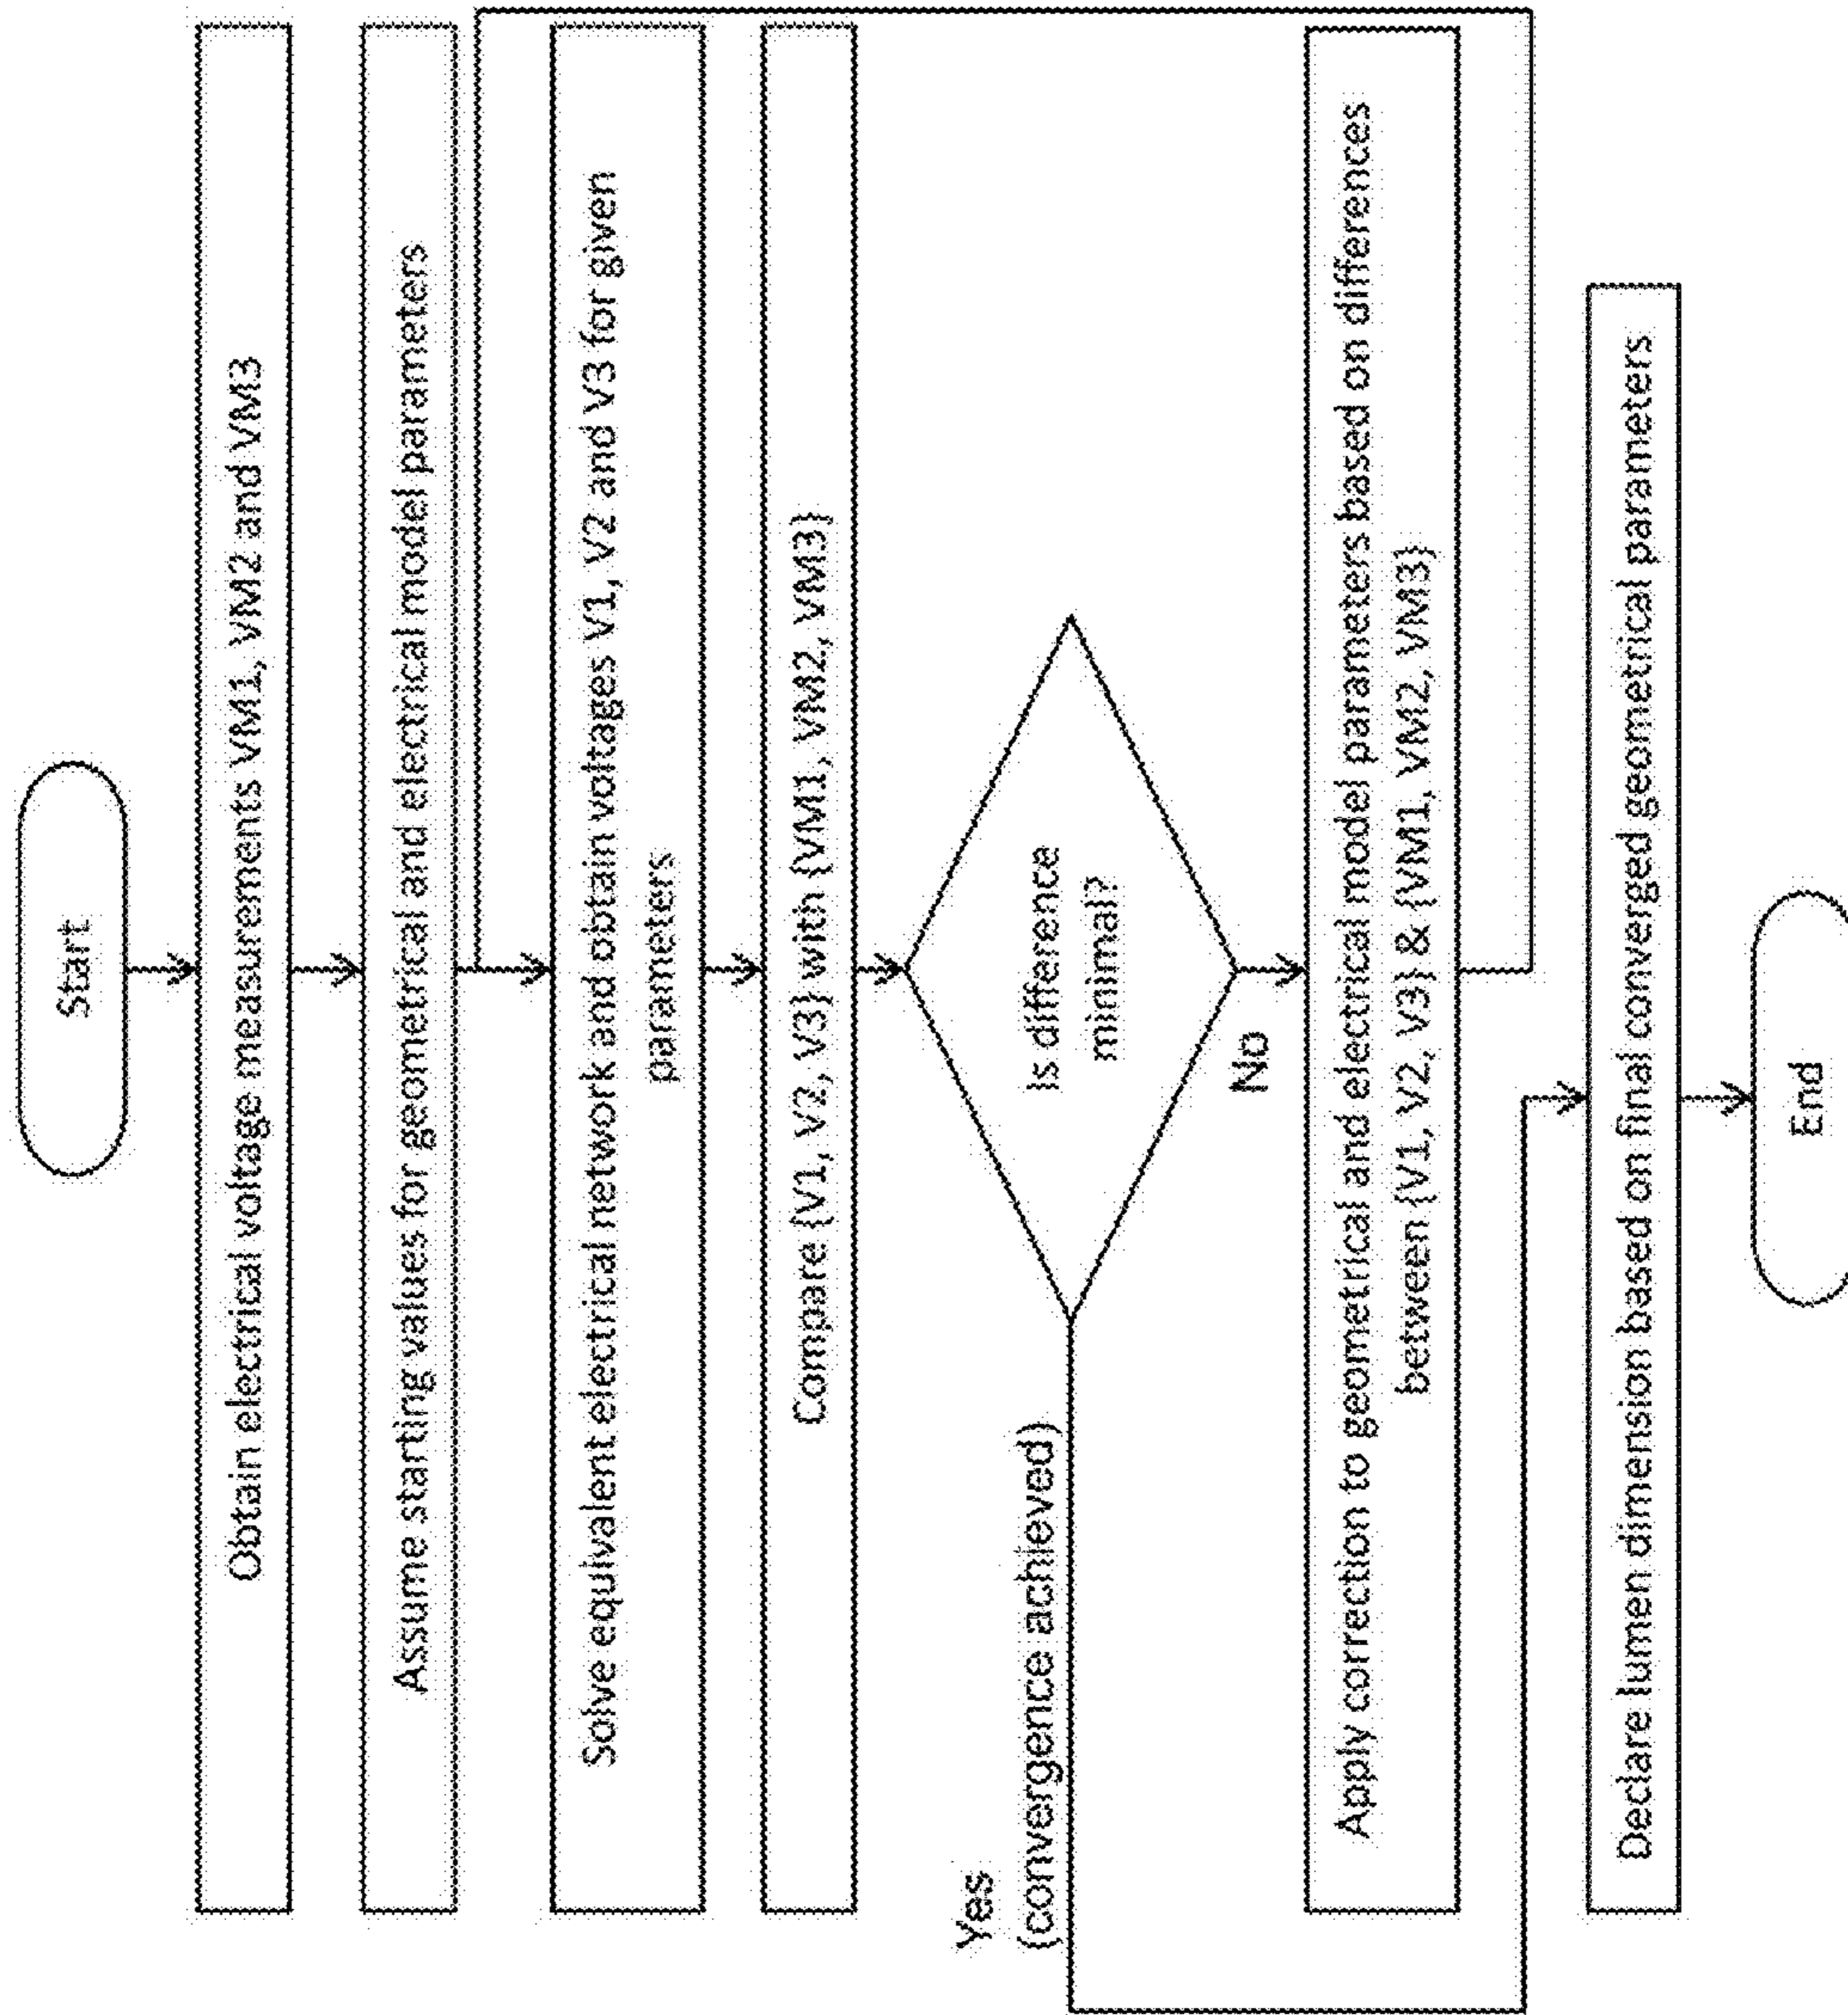 Start
Obtain electrical voltage measurements VM1, VM2 and VM3
Assume starting values for geometrical and electrical model parameters
Solve equivalent electrical network and obtain voltages V1, V2 and V3 for given
parameters
Compare {V1, V2, V3} with {VM1, VM2, VM3}
Is difference
minimal?
Yes
(convergence achieved)
No
Apply correction to geometrical and electrical model parameters based on differences
between {V1, V2, V3} & {VM1, VM2, VM3}
Declare lumen dimension based on final converged geometrical parameters
End